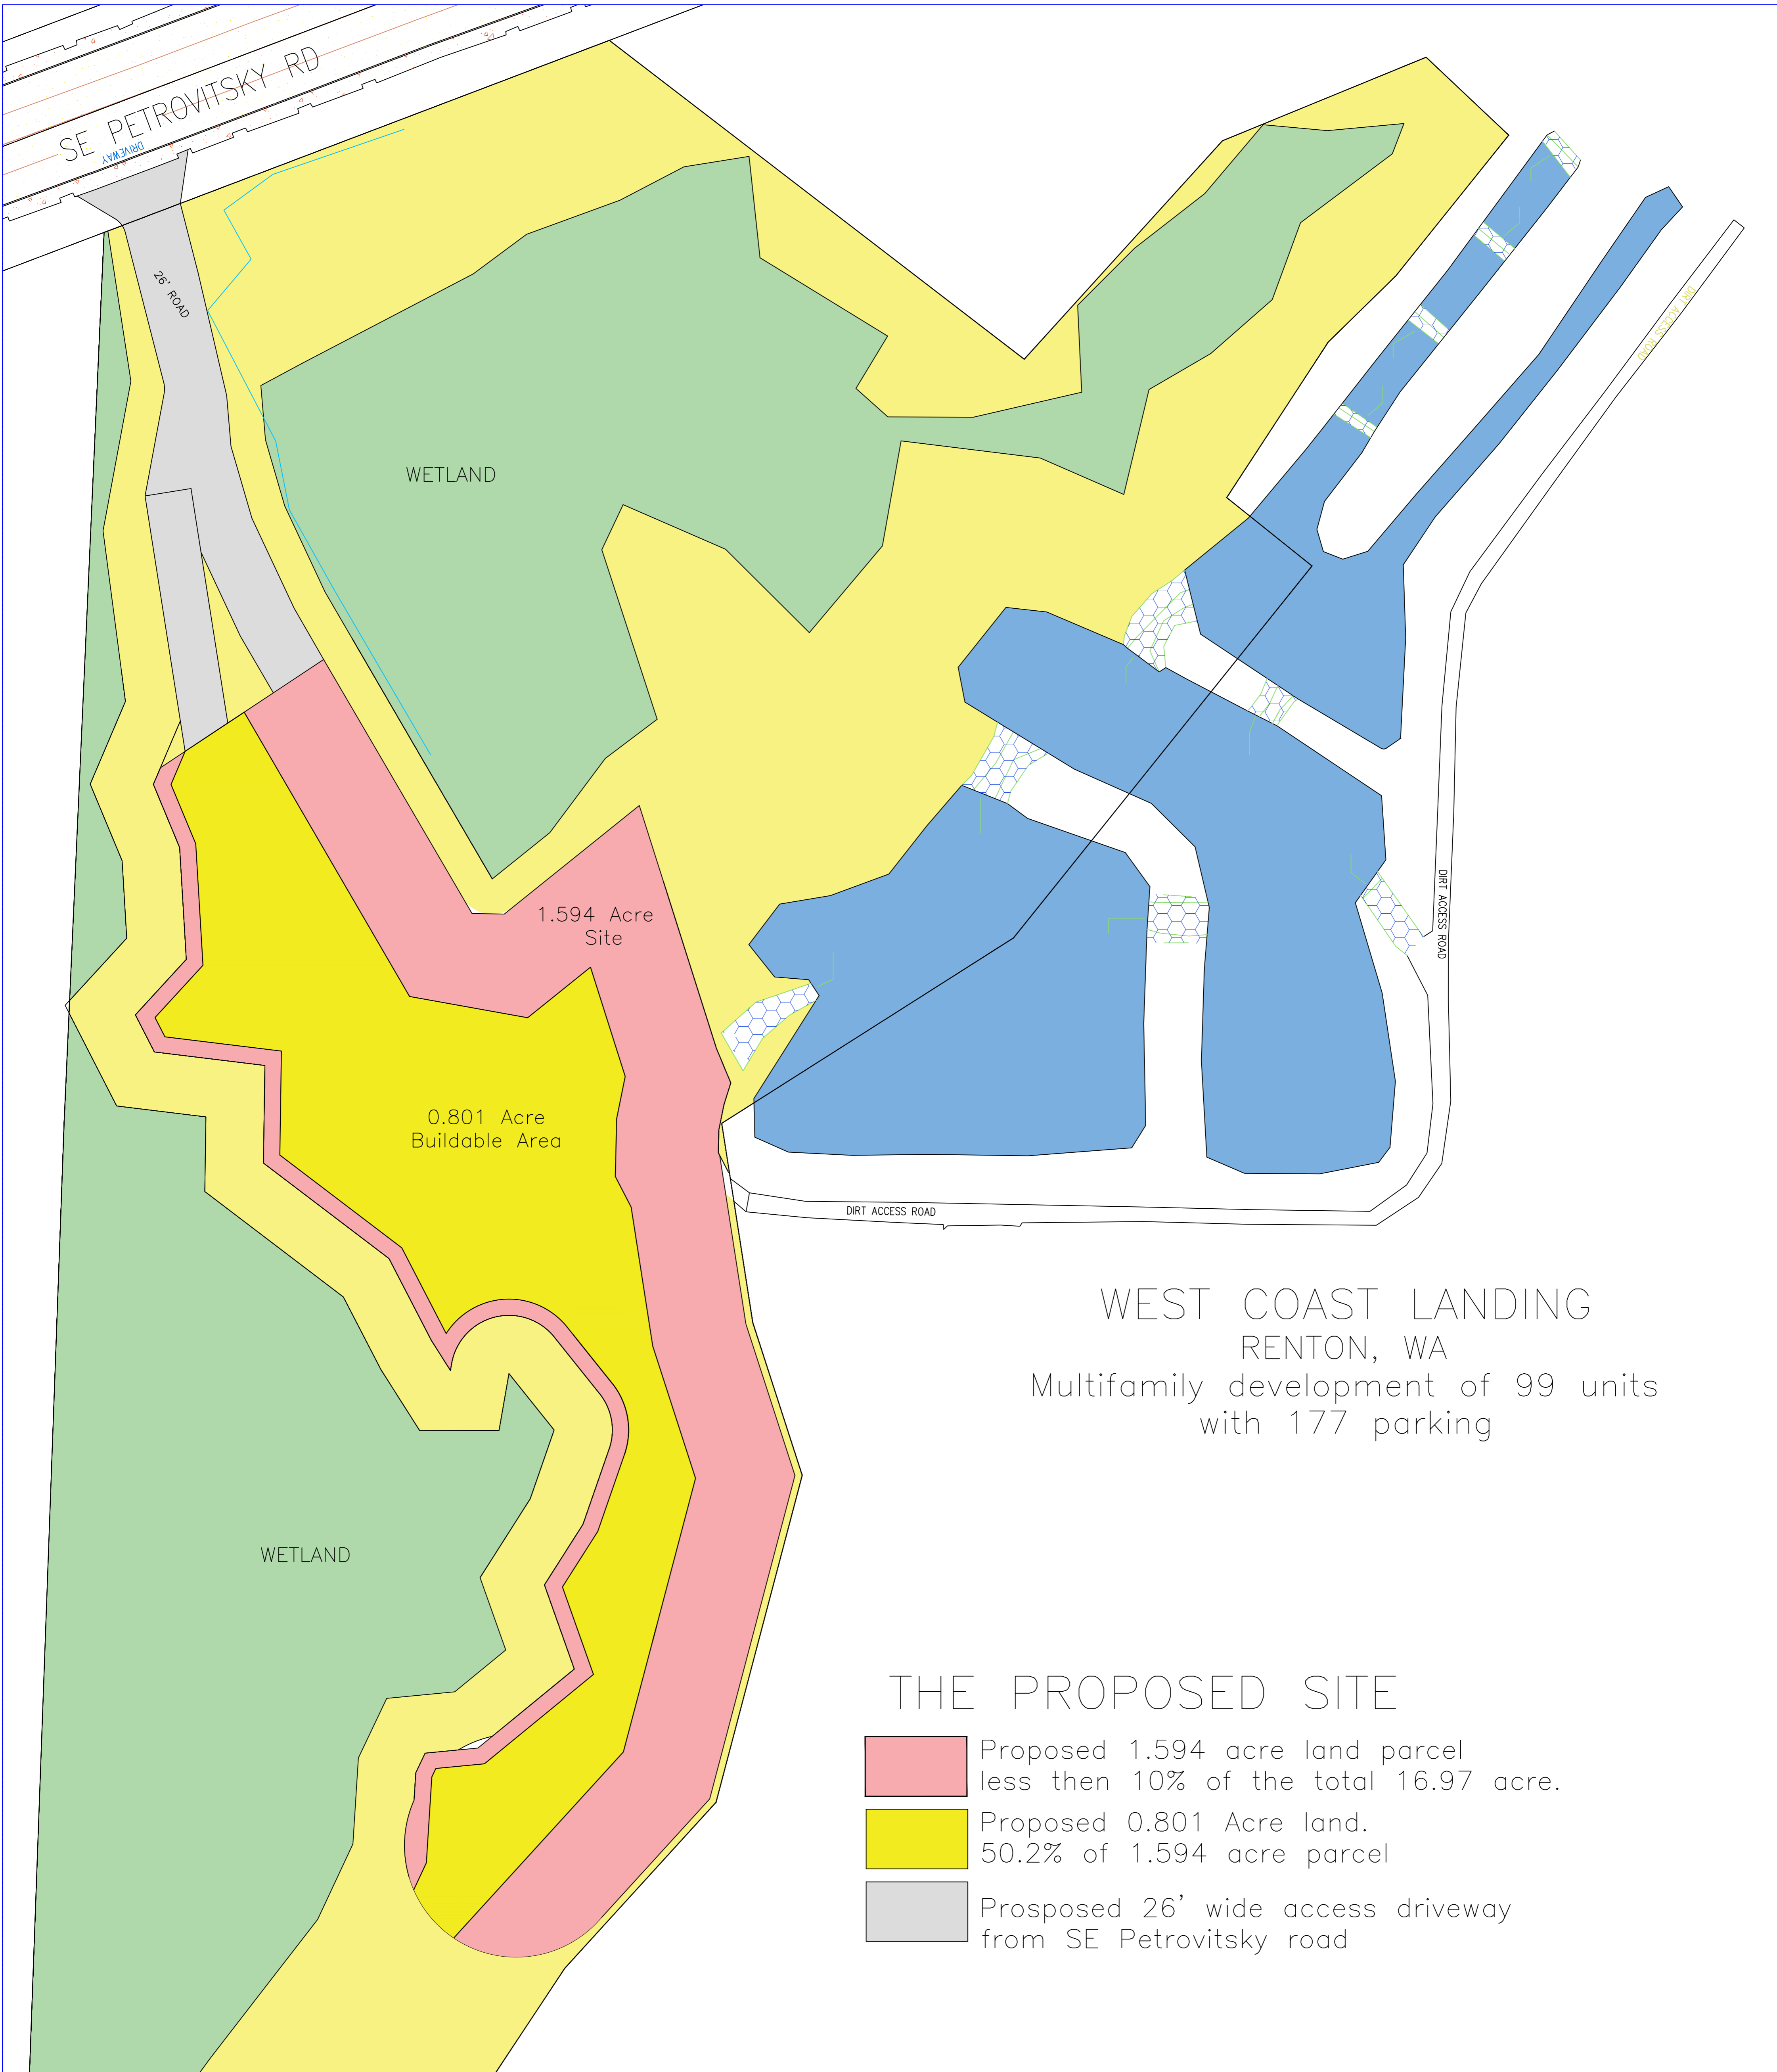 SE PETROVITSKY RD
DRIVEWAY
26' ROAD
WETLAND
DIRT ACCESS ROAD
1.594 Acre
Site
DIRT ACCESS ROAD
0.801 Acre
Buildable Area
DIRT ACCESS ROAD
WEST COAST LANDING
RENTON, WA
Multifamily development of 99 units
with 177 parking
WETLAND
THE PROPOSED SITE
Proposed 1.594 acre land parcel
less then 10% of the total 16.97 acre.
Proposed 0.801 Acre land.
50.2% of 1.594 acre parcel
Prosposed 26' wide access driveway
from SE Petrovitsky road